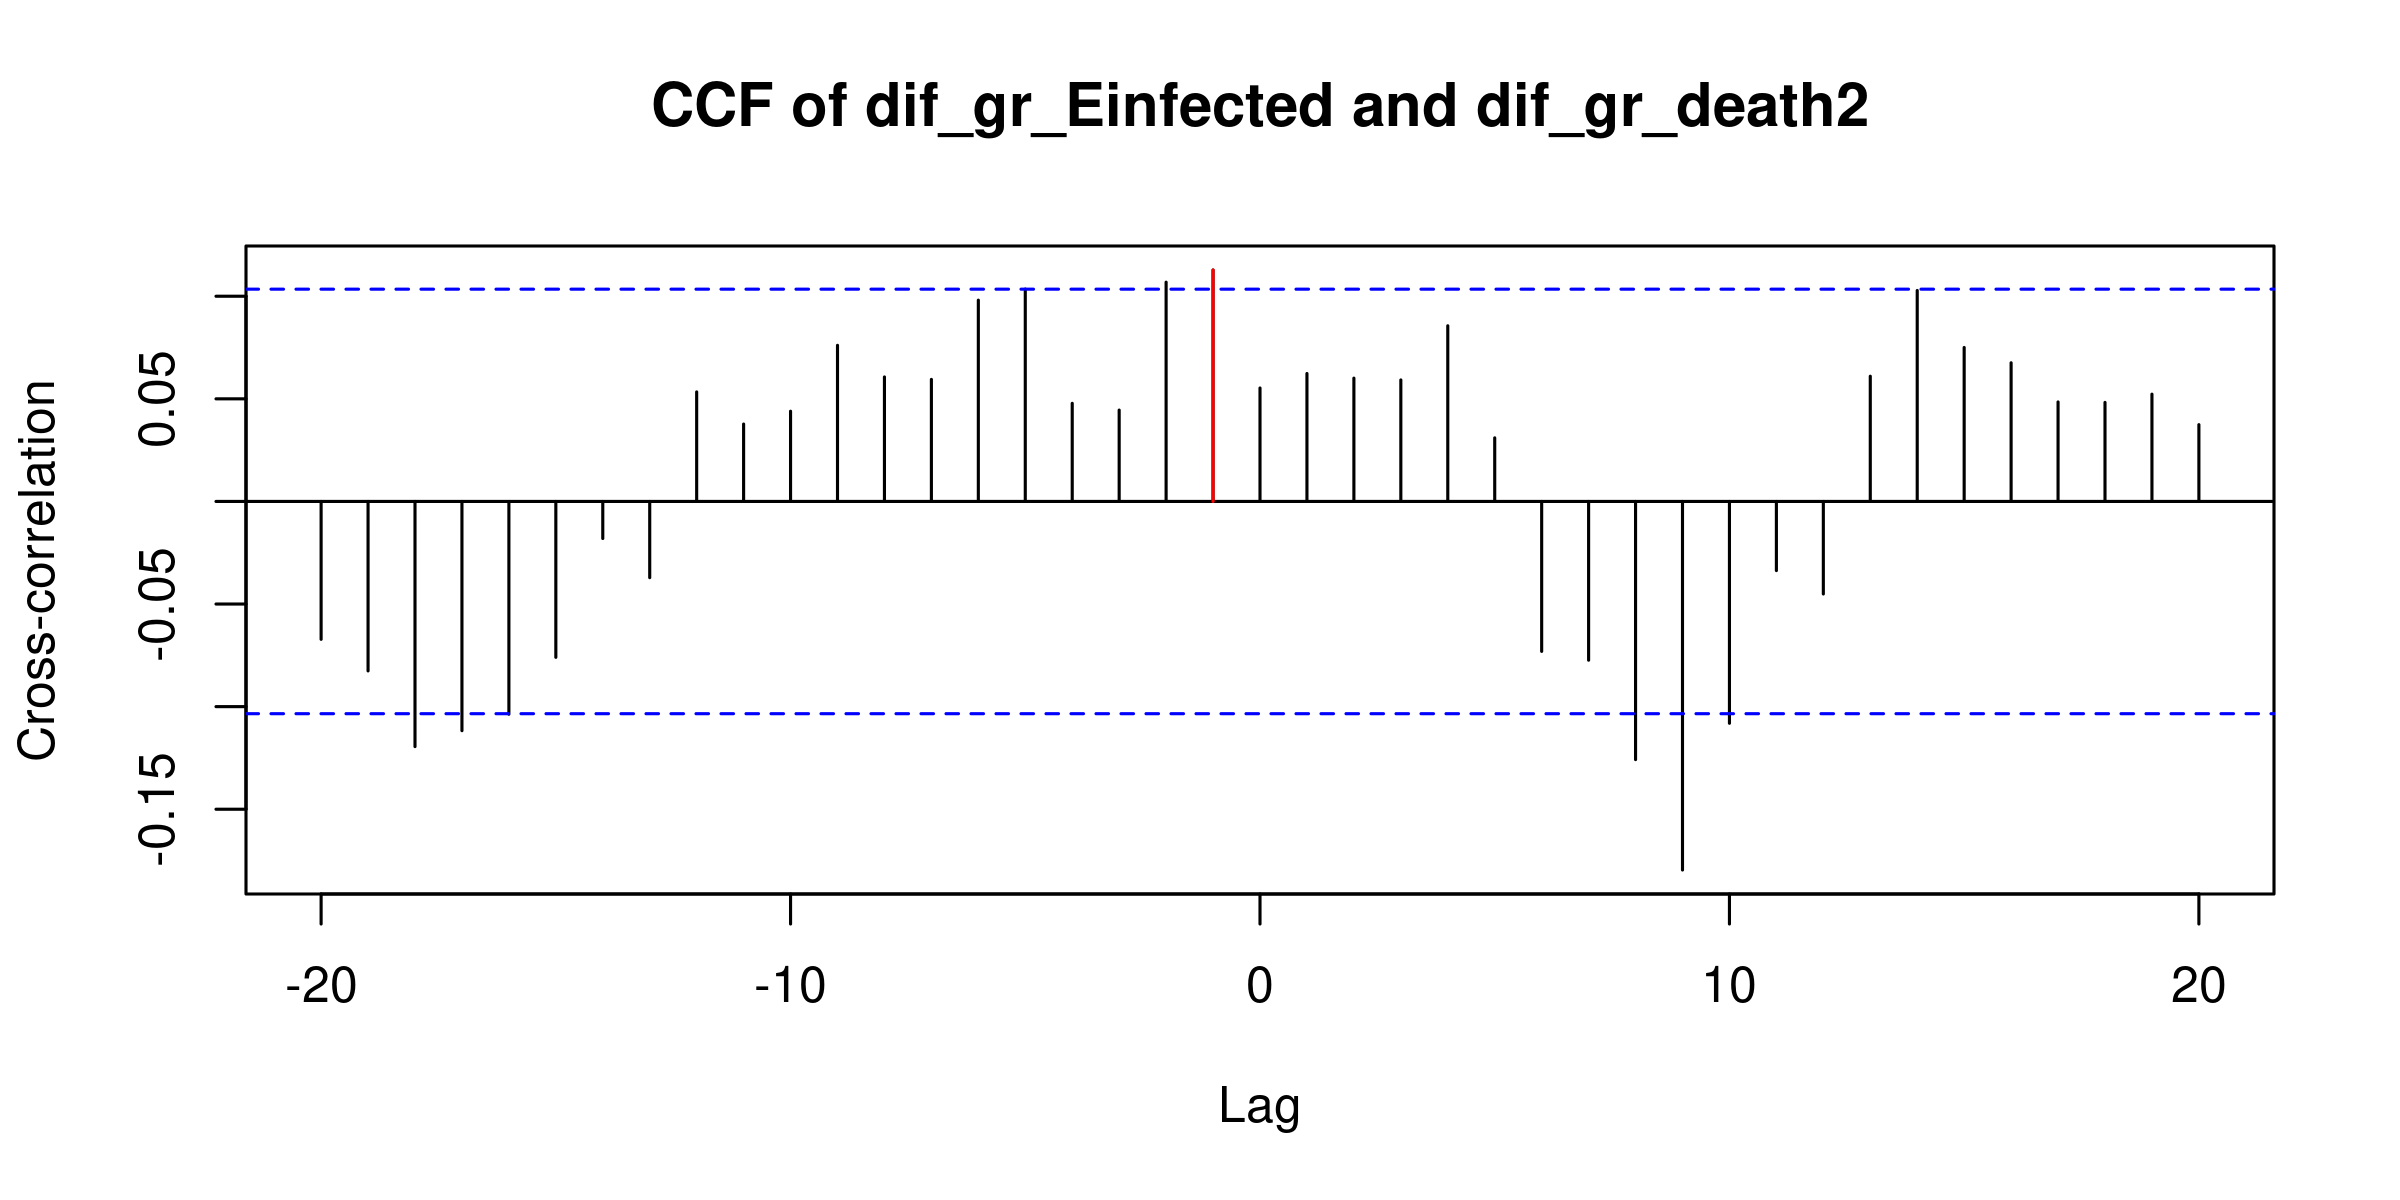 CCF of dif_gr_Einfected and dif_gr_death2
Cross-correlation
0.05
-0.05
-0.15
-20
-10
0
10
20
Lag